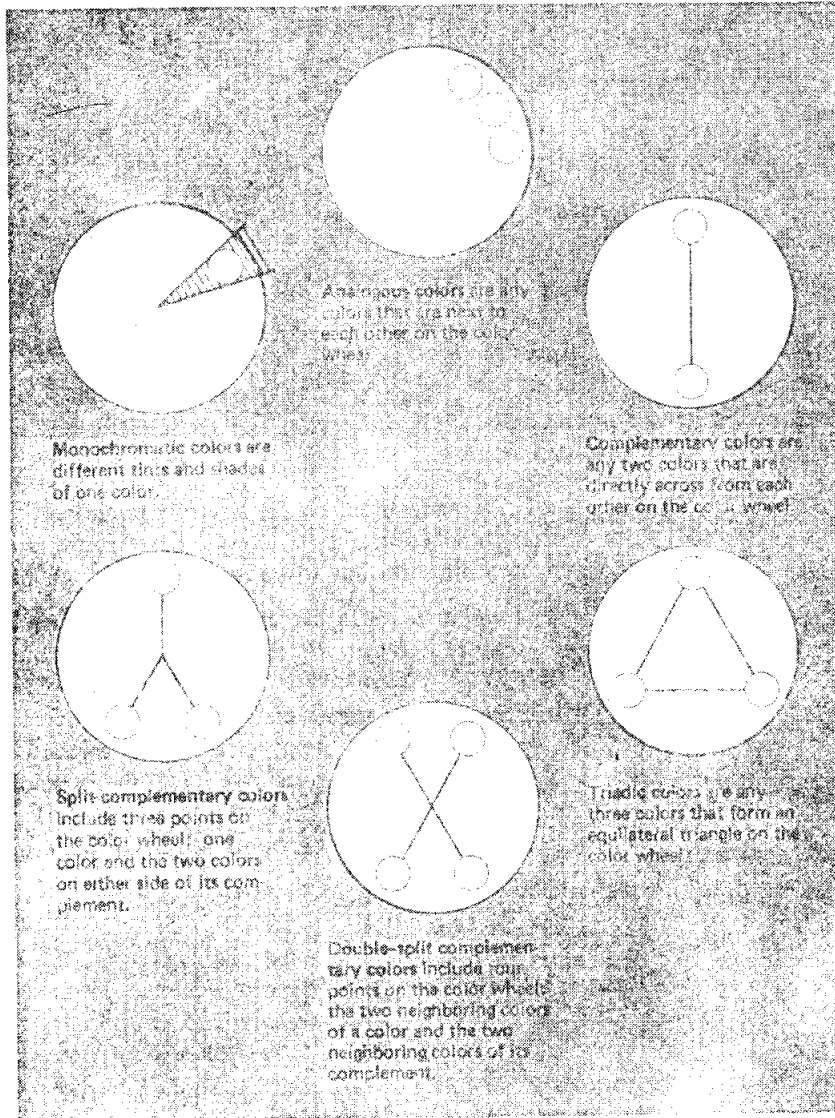 Analogous colors are any
colors that are next to
each other on the color
wheel.
Monochromatic colors are
different tints and shades
of one color.
Complementary colors are
any two colors that are
directly across from each
other on the color wheel.
Split-complementary colors
include three points on
the color wheel: one
color and the two colors
on either side of its com-
plement.
Triadic colors are any
three colors that form an
equilateral triangle on the
color wheel.
Double-split complemen-
tary colors include four
points on the color wheel:
the two neighboring colors
of a color and the two
neighboring colors of its
complement.